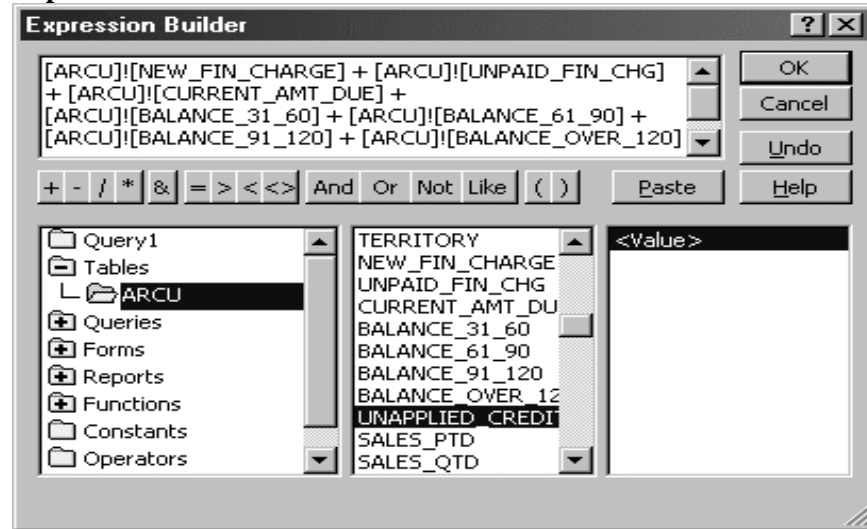 Expression Builder
[ARCU]![NEW_FIN_CHARGE] + [ARCU]![UNPAID_FIN_CHG]
+ [ARCU]![CURRENT_AMT_DUE] +
[ARCU]![BALANCE_31_60] + [ARCU]![BALANCE_61_90] +
[ARCU]![BALANCE_91_120] + [ARCU]![BALANCE_OVER_120]
OK
Cancel
Undo
+ - / * & = > < <> And Or Not Like ( ) Paste Help
Query1
Tables
ARCU
Queries
Forms
Reports
Functions
Constants
Operators
TERRITORY
NEW_FIN_CHARGE
UNPAID_FIN_CHG
CURRENT_AMT_DU
BALANCE_31_60
BALANCE_61_90
BALANCE_91_120
BALANCE_OVER_12
UNAPPLIED_CREDIT
SALES_PTD
SALES_QTD
<Value>